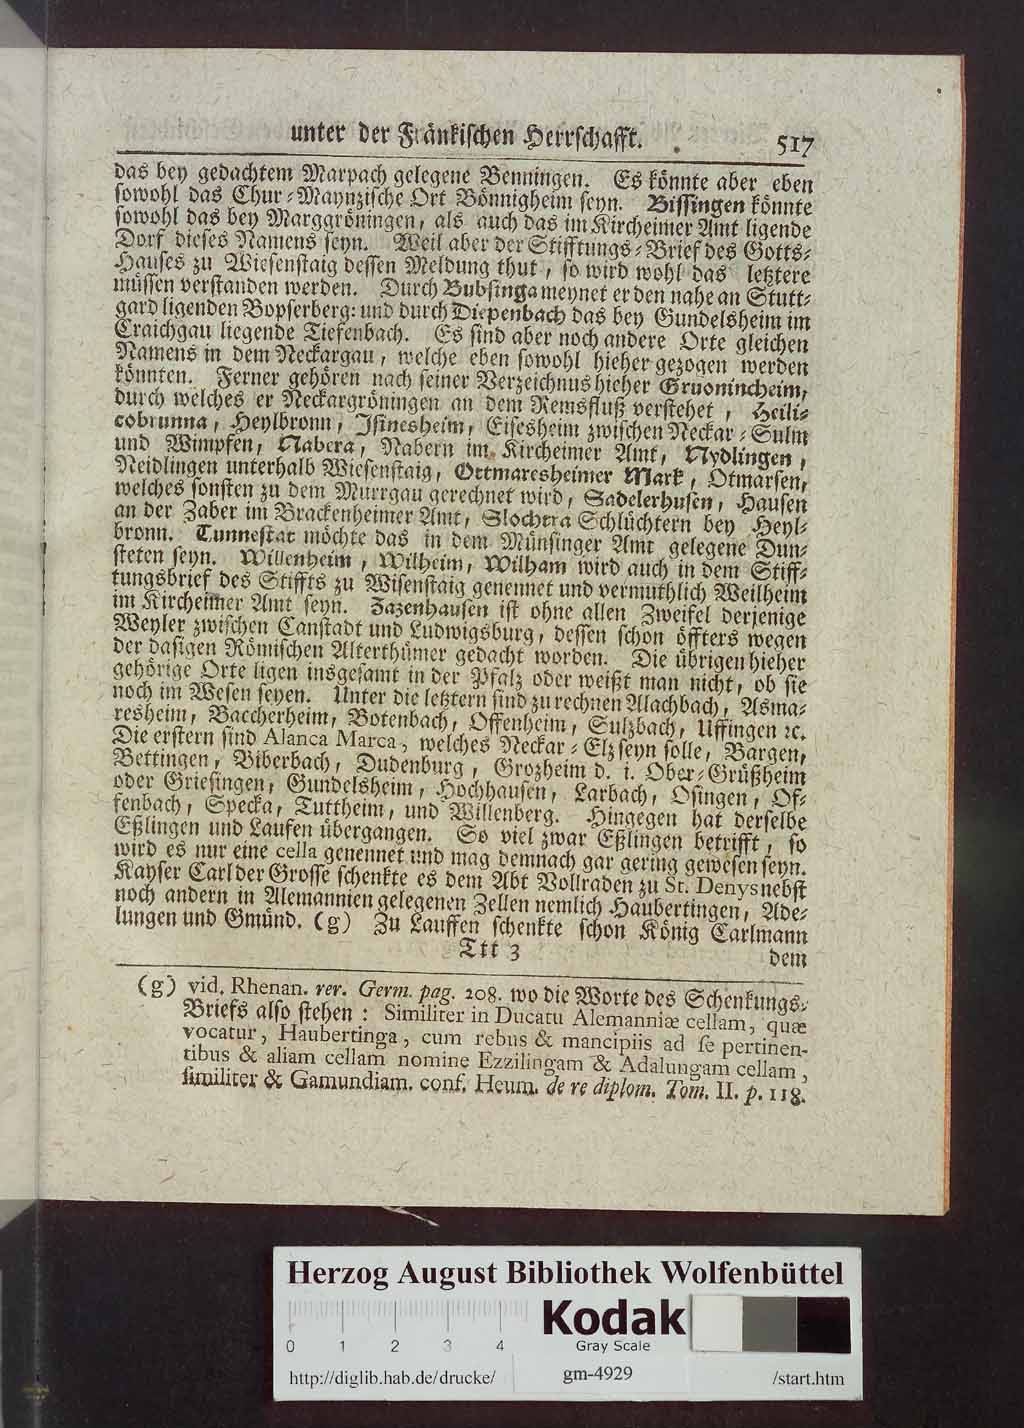 unter der Fränkischen Herrschafft. 517
das bey gedachtem Marpach gelegene Benningen. Es könnte aber eben
sowohl das Chur-Maynzische Ort Bönnigheim seyn. Bissingen könnte
sowohl das bey Marggröningen, als auch das im Kircheimer Amt ligende
Dorf dieses Namens seyn. Weil aber der Stifftungs-Brief des Gotts-
Hauses zu Wiesenstaig dessen Meldung thut, so wird wohl das letztere
müssen verstanden werden. Durch Bubsinga meynet er den nahe an Stutt-
gard ligenden Bopserberg: und durch Diepenbach das bey Gundelsheim im
Craichgau liegende Tiefenbach. Es sind aber noch andere Orte gleichen
Namens in dem Neckargau, welche eben sowohl hieher gezogen werden
könnten. Ferner gehören nach seiner Verzeichnus hieher Gruonincheim,
durch welches er Neckargröningen an dem Remsfluß verstehet, Heili-
cobrunna, Heylbronn, Isinesheim, Eisesheim zwischen Neckar-Sulm
und Wimpfen, Nabera, Nabern im Kircheimer Amt, Nydlingen,
Neidlingen unterhalb Wiesenstaig, Ottmaresheimer Mark, Otmarsen,
welches sonsten zu dem Murrgau gerechnet wird, Sadelerhusen, Hausen
an der Zaber im Brackenheimer Amt, Slochtra Schlüchtern bey Heyl-
bronn. Tunnestat möchte das in dem Münsinger Amt gelegene Dun-
steten seyn. Willenheim, Wilheim, Wilham wird auch in dem Stiff-
tungsbrief des Stiffts zu Wisenstaig genennet und vermuthlich Weilheim
im Kircheimer Amt seyn. Zazenhausen ist ohne allen Zweifel derjenige
Weyler zwischen Canstadt und Ludwigsburg, dessen schon öffters wegen
der dasigen Römischen Alterthümer gedacht worden. Die übrigen hieher
gehörige Orte ligen insgesamt in der Pfalz oder weißt man nicht, ob sie
noch im Wesen seyen. Unter die letztern sind zu rechnen Alachbach, Asma-
resheim, Baccherheim, Botenbach, Offenheim, Sulzbach, Uffingen ꝛc.
Die erstern sind Alanca Marca, welches Neckar-Elz seyn solle, Bargen,
Bettingen, Biberbach, Dudenburg, Grozheim d. i. Ober-Grüßheim
oder Griesingen, Gundelsheim, Hochhausen, Larbach, Osingen, Of-
fenbach, Specka, Tuttheim, und Willenberg. Hingegen hat derselbe
Eßlingen und Laufen übergangen. So viel zwar Eßlingen betrifft, so
wird es nur eine cella genennet und mag demnach gar gering gewesen seyn.
Kayser Carl der Grosse schenkte es dem Abt Vollraden zu St. Denys nebst
noch andern in Alemannien gelegenen Zellen nemlich Haubertingen, Ade-
lungen und Gmünd. (g) Zu Lauffen schenkte schon König Carlmann
Ttt 3 dem
(g) vid. Rhenan. rer. Germ. pag. 208. wo die Worte des Schenkungs-
Briefs also stehen: Similiter in Ducatu Alemanniæ cellam, quæ
vocatur, Haubertinga, cum rebus & mancipiis ad se pertinen-
tibus & aliam cellam nomine Ezzilingam & Adalungam cellam,
similiter & Gamundiam. conf. Heum. de re diplom. Tom. II. p. 118.
Herzog August Bibliothek Wolfenbüttel
Kodak
Gray Scale
0 1 2 3 4
http://diglib.hab.de/drucke/ gm-4929 /start.htm